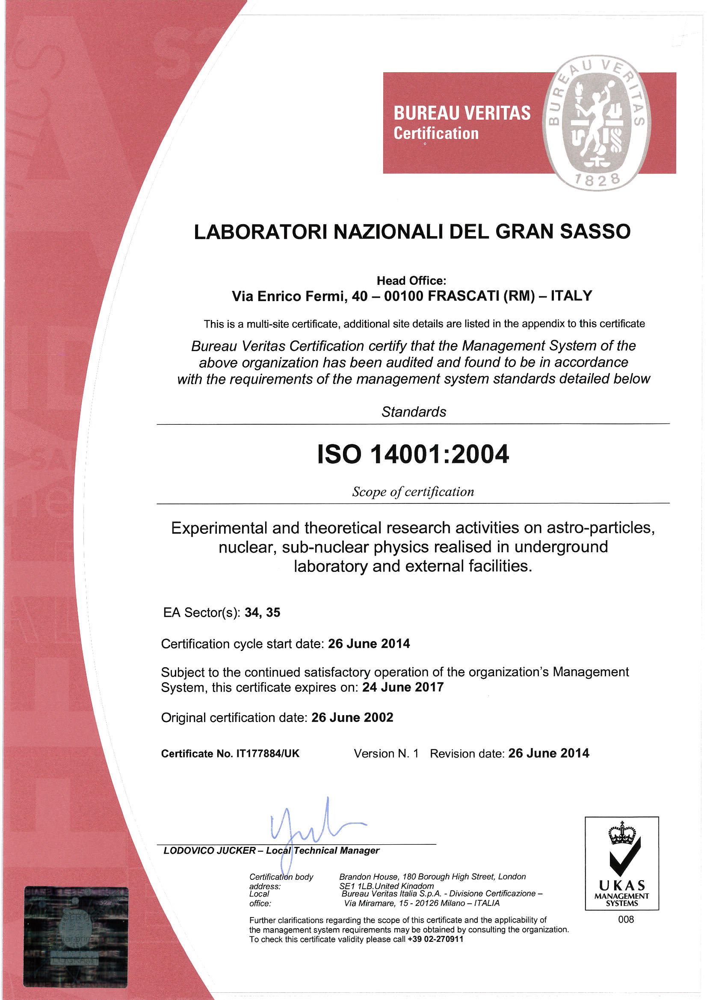 BUREAU VERITAS
Certification
BUREAU VERITAS
1828
LABORATORI NAZIONALI DEL GRAN SASSO
Head Office:
Via Enrico Fermi, 40 – 00100 FRASCATI (RM) – ITALY
This is a multi-site certificate, additional site details are listed in the appendix to this certificate
Bureau Veritas Certification certify that the Management System of the
above organization has been audited and found to be in accordance
with the requirements of the management system standards detailed below
Standards
ISO 14001:2004
Scope of certification
Experimental and theoretical research activities on astro-particles,
nuclear, sub-nuclear physics realised in underground
laboratory and external facilities.
EA Sector(s): 34, 35
Certification cycle start date: 26 June 2014
Subject to the continued satisfactory operation of the organization's Management
System, this certificate expires on: 24 June 2017
Original certification date: 26 June 2002
Certificate No. IT177884/UK Version N. 1 Revision date: 26 June 2014
LODOVICO JUCKER – Local Technical Manager
Certification body address: Brandon House, 180 Borough High Street, London
SE1 1LB.United Kingdom
Local office: Bureau Veritas Italia S.p.A. - Divisione Certificazione –
Via Miramare, 15 - 20126 Milano – ITALIA
Further clarifications regarding the scope of this certificate and the applicability of
the management system requirements may be obtained by consulting the organization.
To check this certificate validity please call +39 02-270911
UKAS
MANAGEMENT
SYSTEMS
008